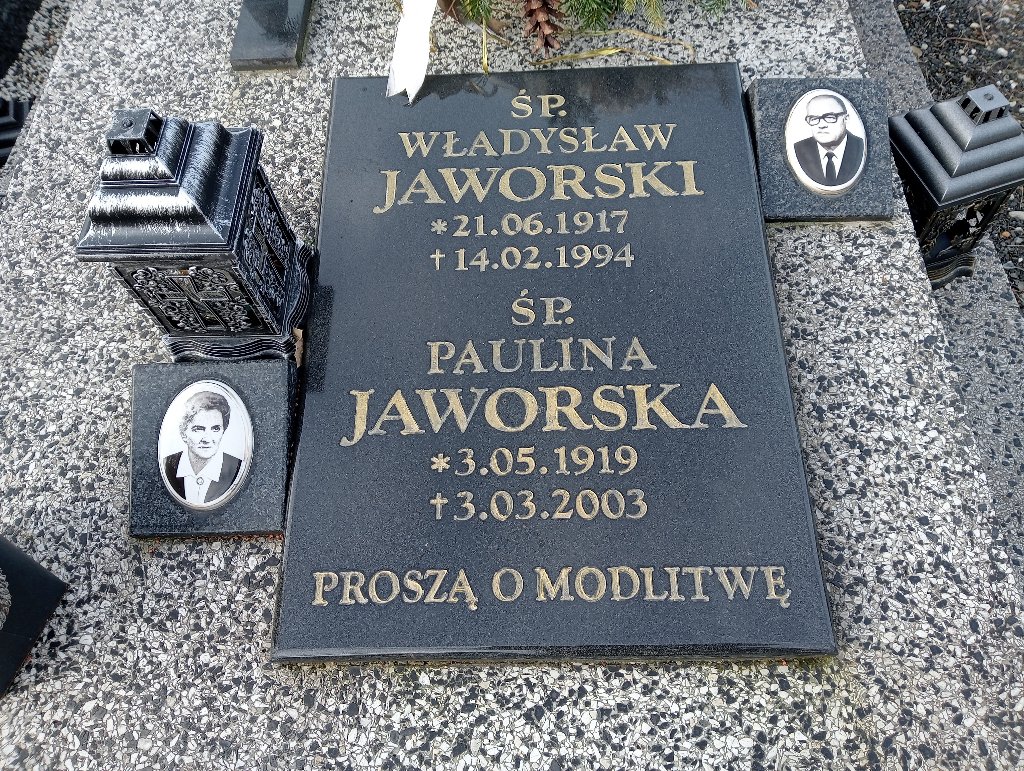 ŚP.
WŁADYSŁAW
JAWORSKI
*21.06.1917
†14.02.1994
ŚP.
PAULINA
JAWORSKA
*3.05.1919
†3.03.2003
PROSZĄ O MODLITWĘ